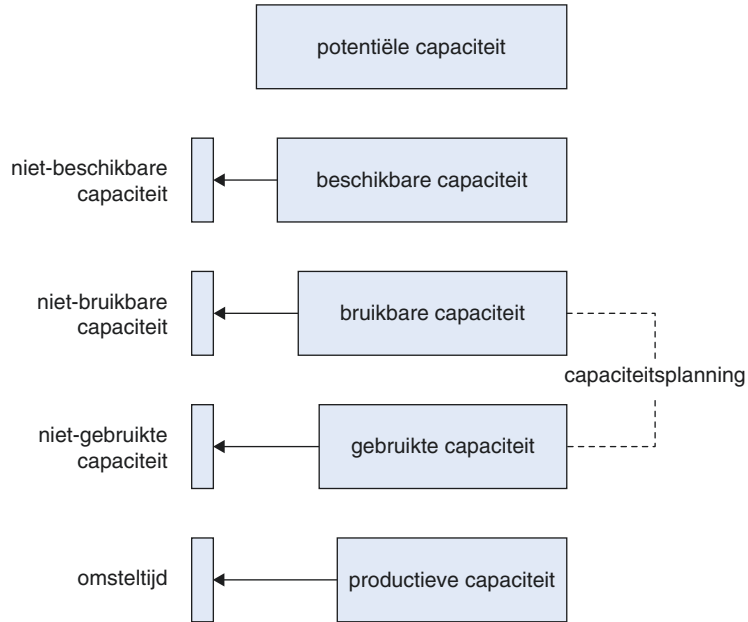 potentiële capaciteit
niet-beschikbare
capaciteit
beschikbare capaciteit
niet-bruikbare
capaciteit
bruikbare capaciteit
capaciteitsplanning
niet-gebruikte
capaciteit
gebruikte capaciteit
omsteltijd
productieve capaciteit